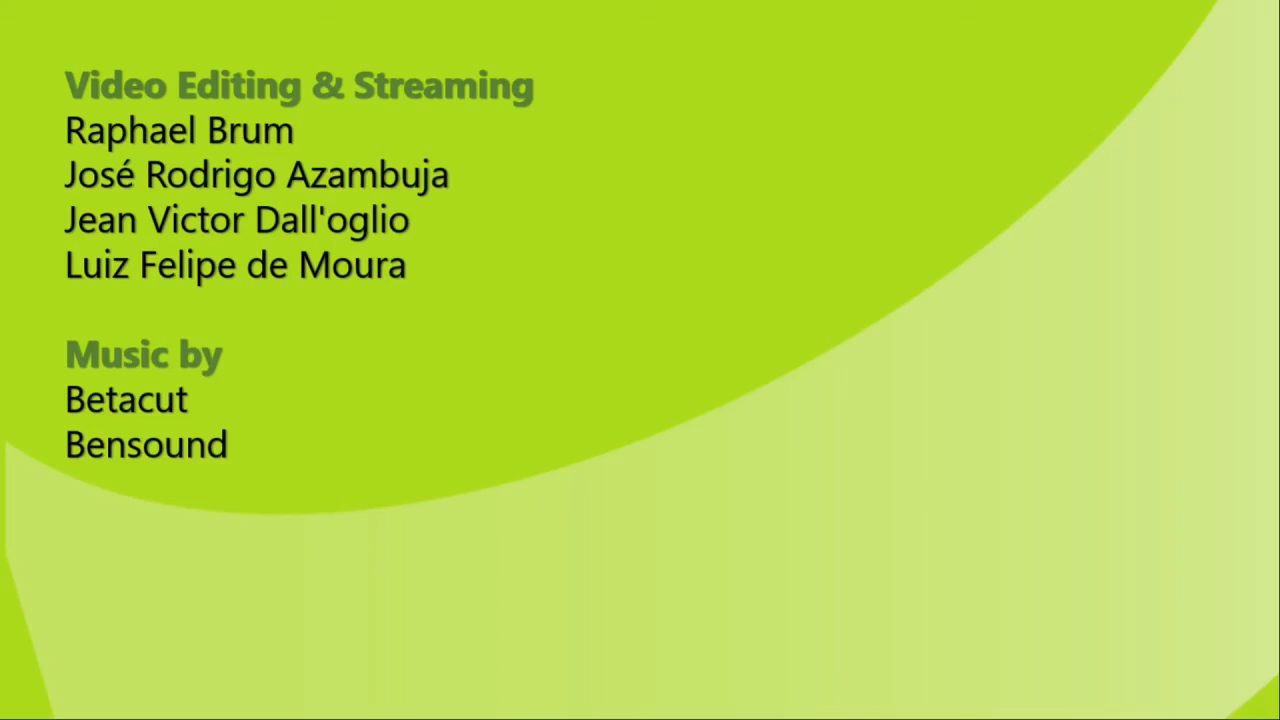 Video Editing & Streaming
Raphael Brum
José Rodrigo Azambuja
Jean Victor Dall'oglio
Luiz Felipe de Moura
Music by
Betacut
Bensound